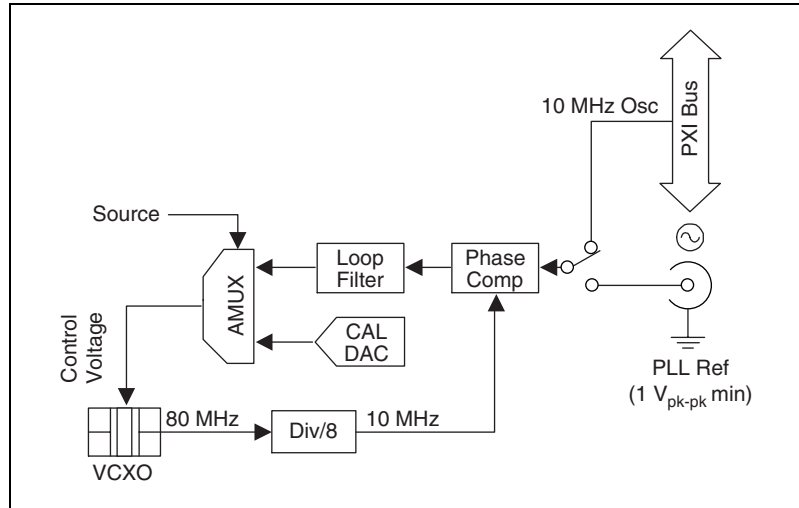 10 MHz Osc
PXI Bus
Source
Loop
Filter
Phase
Comp
AMUX
CAL
DAC
Control
Voltage
PLL Ref
(1 Vpk-pk min)
80 MHz
Div/8
10 MHz
VCXO